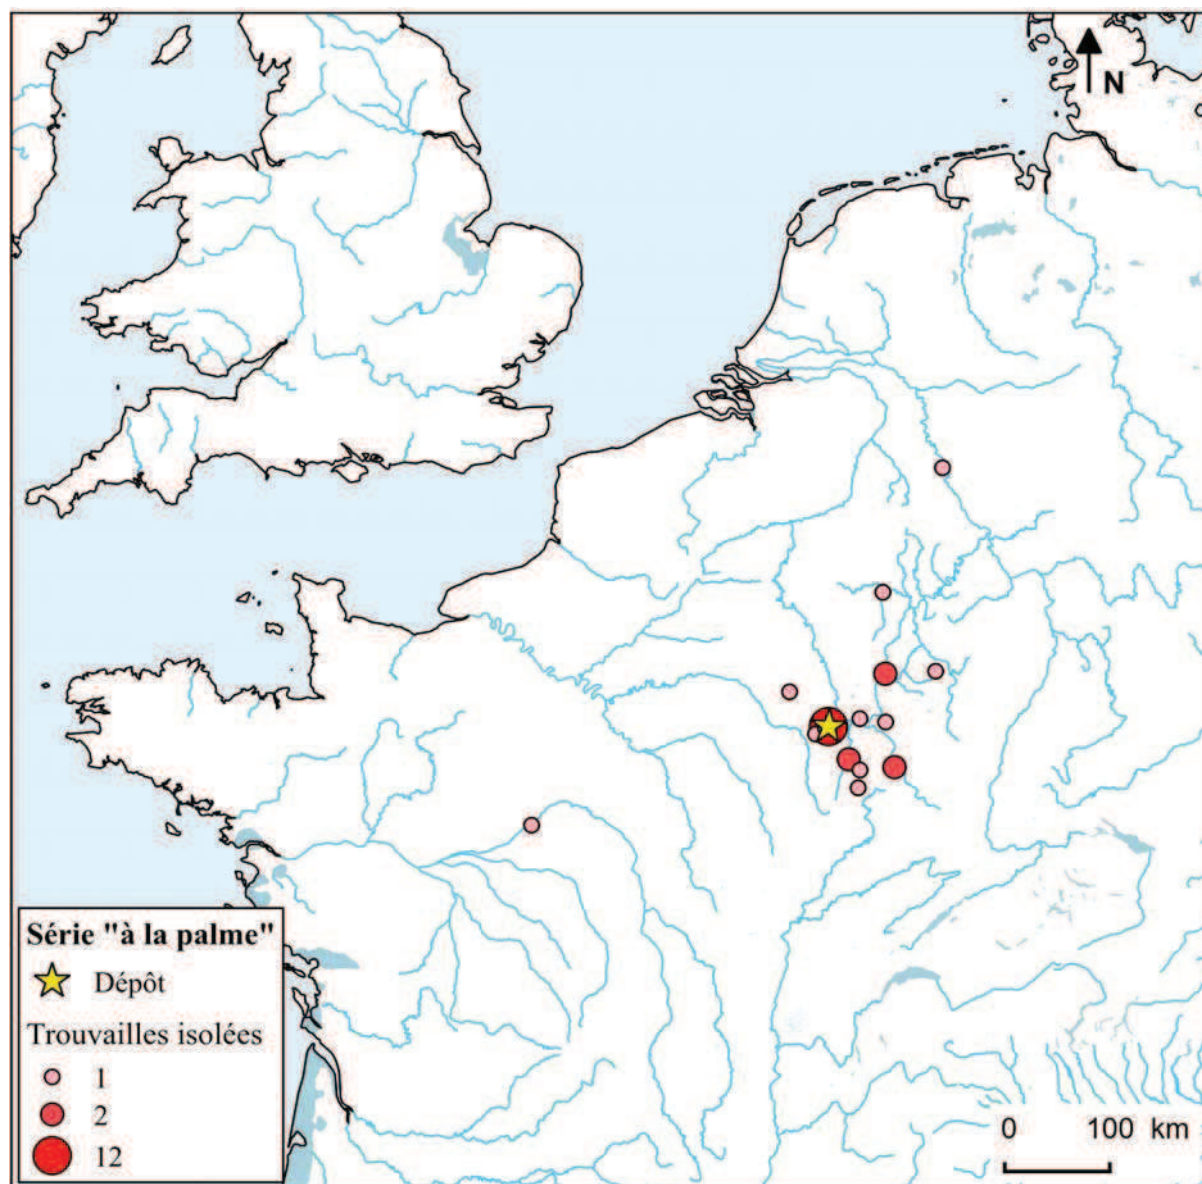 N
Série "à la palme"
Dépôt
Trouvailles isolées
1
2
12
0 100 km